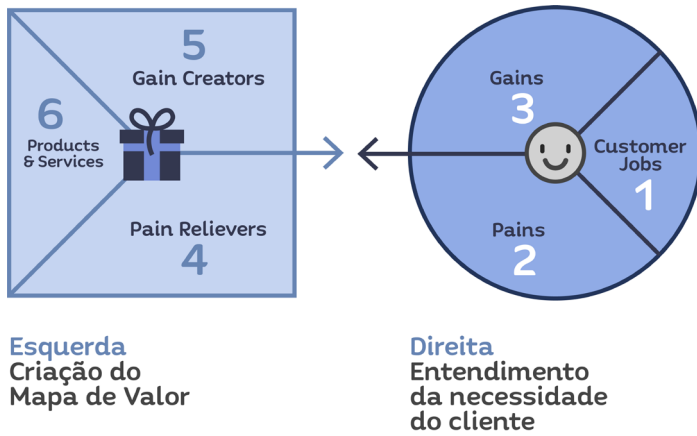 5
Gain Creators
6
Products
& Services
Pain Relievers
4
Gains
3
Customer
Jobs
1
Pains
2
Esquerda
Criação do
Mapa de Valor
Direita
Entendimento
da necessidade
do cliente